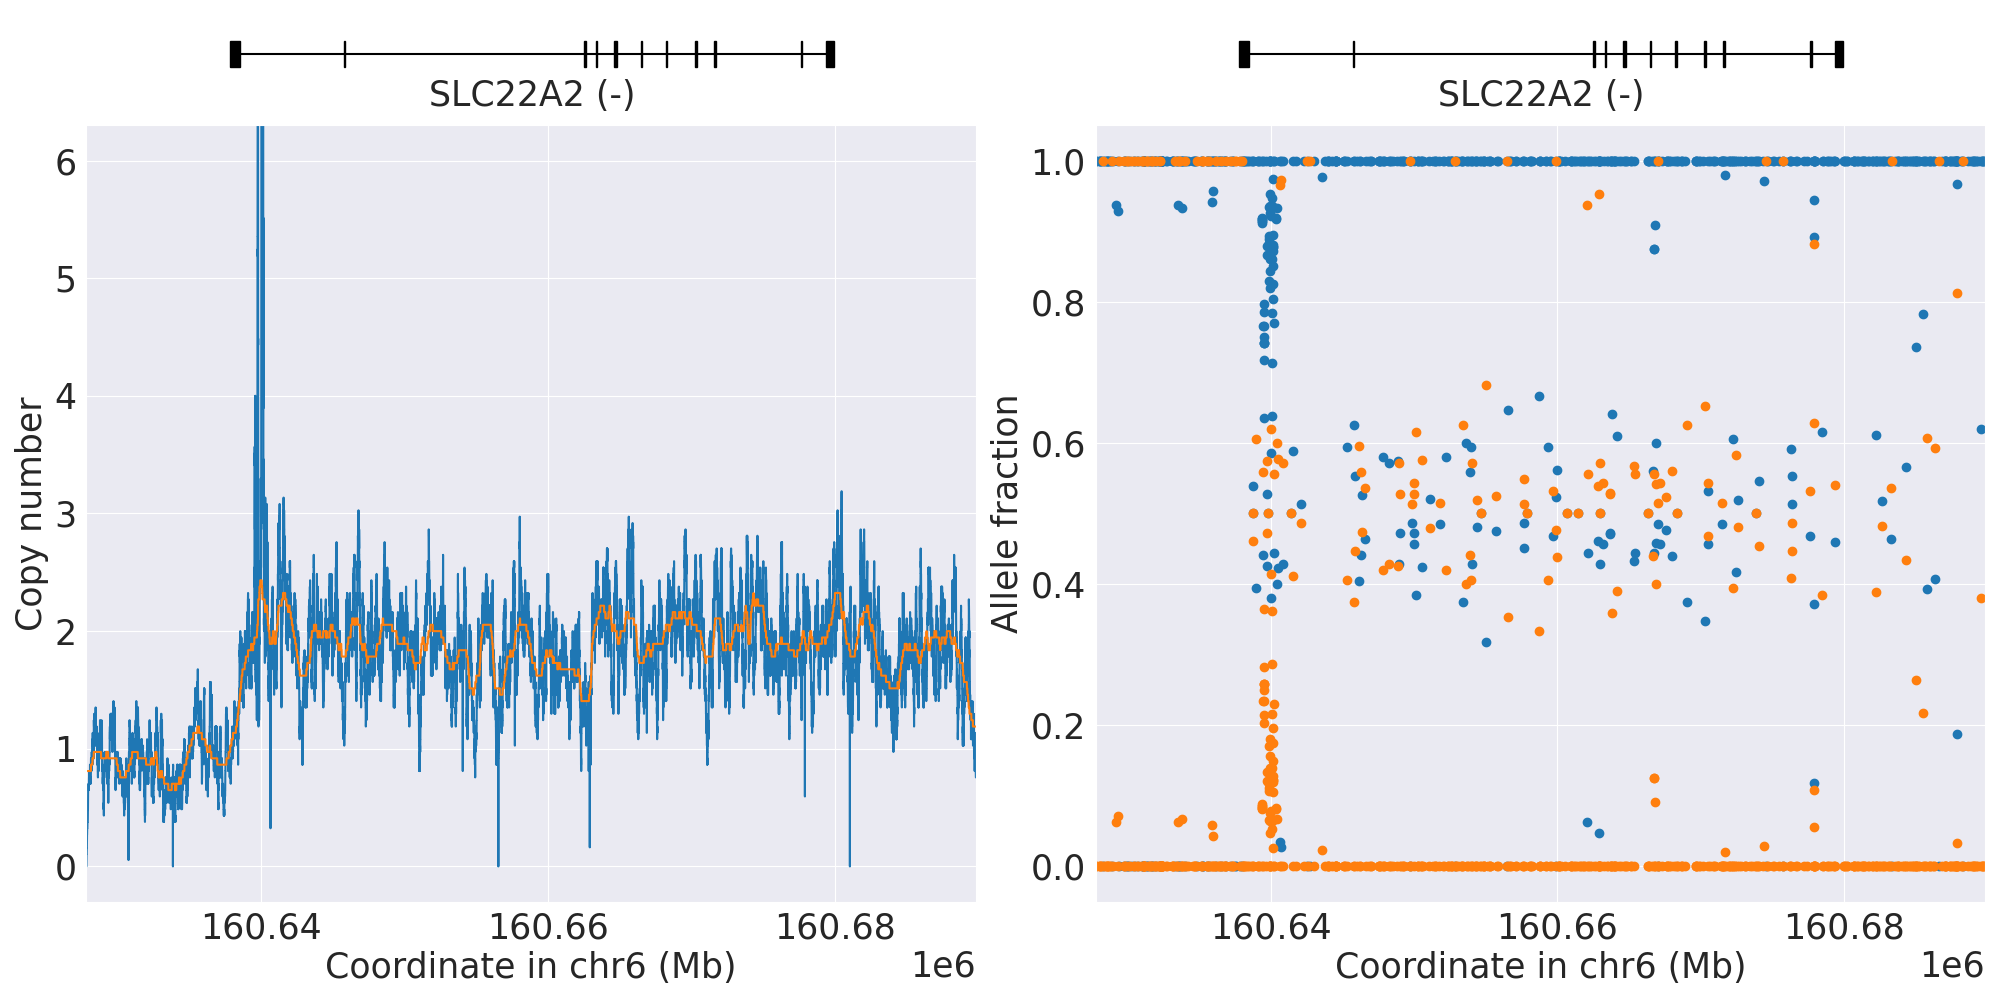 SLC22A2 (-)
Copy number
6
5
4
3
2
1
0
160.64
160.66
160.68
Coordinate in chr6 (Mb)
1e6
SLC22A2 (-)
Allele fraction
1.0
0.8
0.6
0.4
0.2
0.0
160.64
160.66
160.68
Coordinate in chr6 (Mb)
1e6